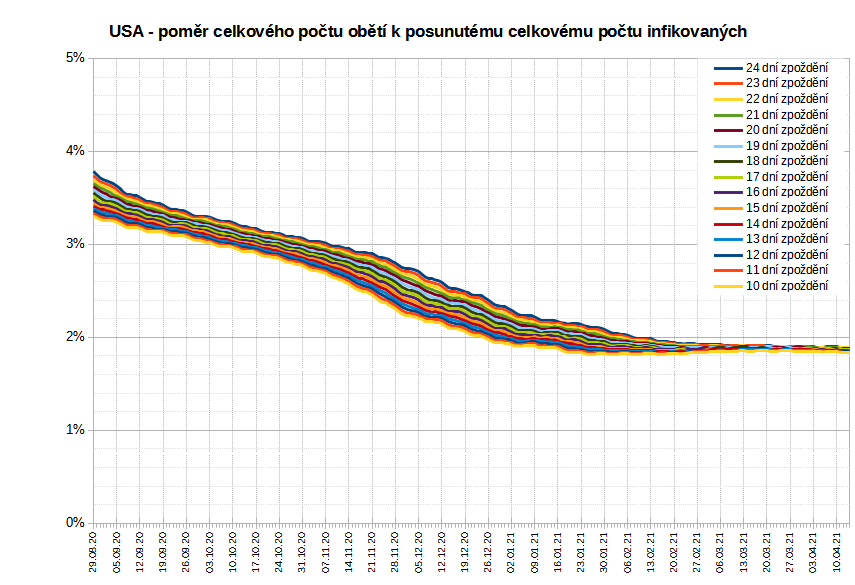 USA - poměr celkového počtu obětí k posunutému celkovému počtu infikovaných
5%
4%
3%
2%
1%
0%
24 dní zpoždění
23 dní zpoždění
22 dní zpoždění
21 dní zpoždění
20 dní zpoždění
19 dní zpoždění
18 dní zpoždění
17 dní zpoždění
16 dní zpoždění
15 dní zpoždění
14 dní zpoždění
13 dní zpoždění
12 dní zpoždění
11 dní zpoždění
10 dní zpoždění
29.08.20
05.09.20
12.09.20
19.09.20
26.09.20
03.10.20
10.10.20
17.10.20
24.10.20
31.10.20
07.11.20
14.11.20
21.11.20
28.11.20
05.12.20
12.12.20
19.12.20
26.12.20
02.01.21
09.01.21
16.01.21
23.01.21
30.01.21
06.02.21
13.02.21
20.02.21
27.02.21
06.03.21
13.03.21
20.03.21
27.03.21
03.04.21
10.04.21